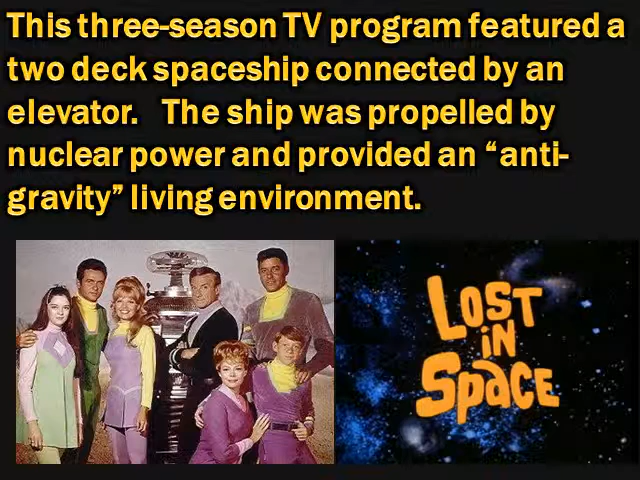 This three-season TV program featured a
two deck spaceship connected by an
elevator. The ship was propelled by
nuclear power and provided an “anti-
gravity” living environment.
LOST
iN
SpacE